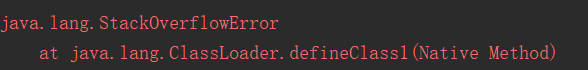 java.lang.StackOverflowError
at java.lang.ClassLoader.defineClass1(Native Method)